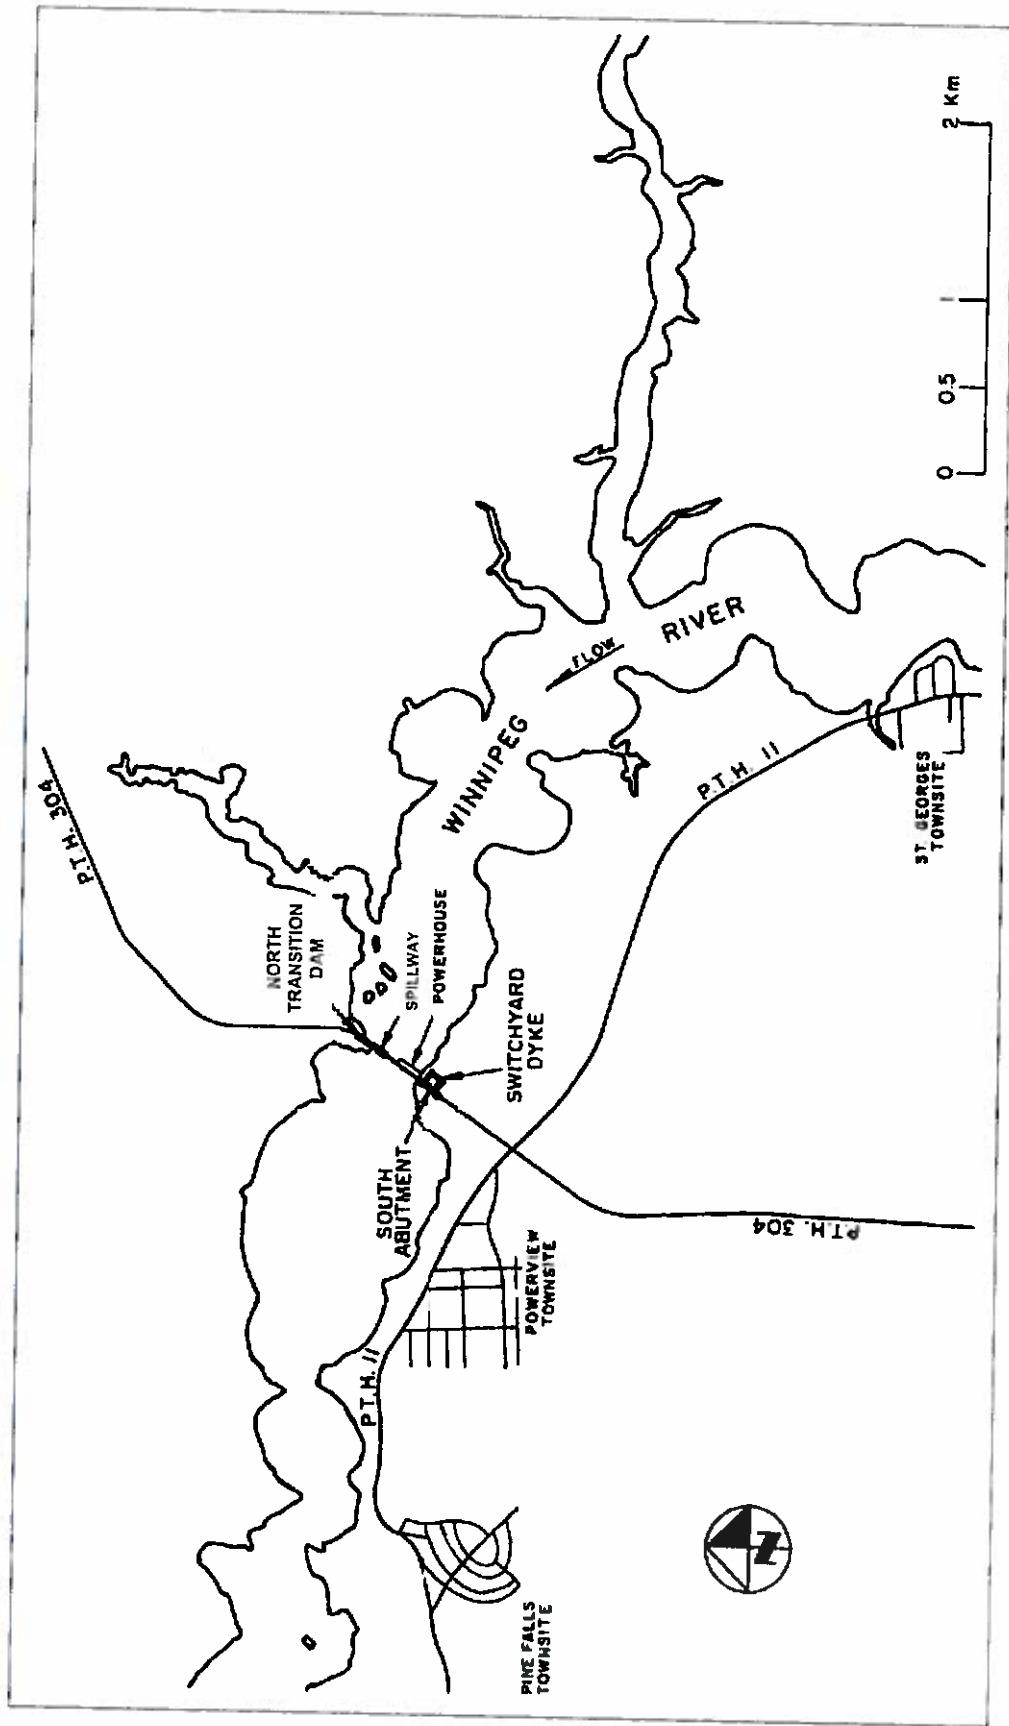 P.T.H. 304
NORTH
TRANSITION
DAM
SPILLWAY
POWERHOUSE
WINNIPEG
FLOW
RIVER
SWITCHYARD
DYKE
SOUTH
ABUTMENT
P.T.H. 11
P.T.H. 11
ST GEORGES
TOWNSITE
POWERVIEW
TOWNSITE
P.T.H. 304
PINE FALLS
TOWNSITE
N
0 0.5 1 2 Km